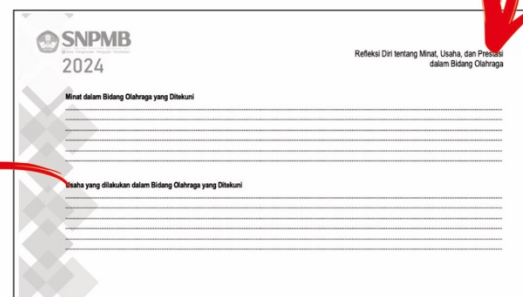 SNPMB
2024
Refleksi Diri tentang Minat, Usaha, dan Prestasi
dalam Bidang Olahraga
Minat dalam Bidang Olahraga yang Ditekuni
Usaha yang dilakukan dalam Bidang Olahraga yang Ditekuni